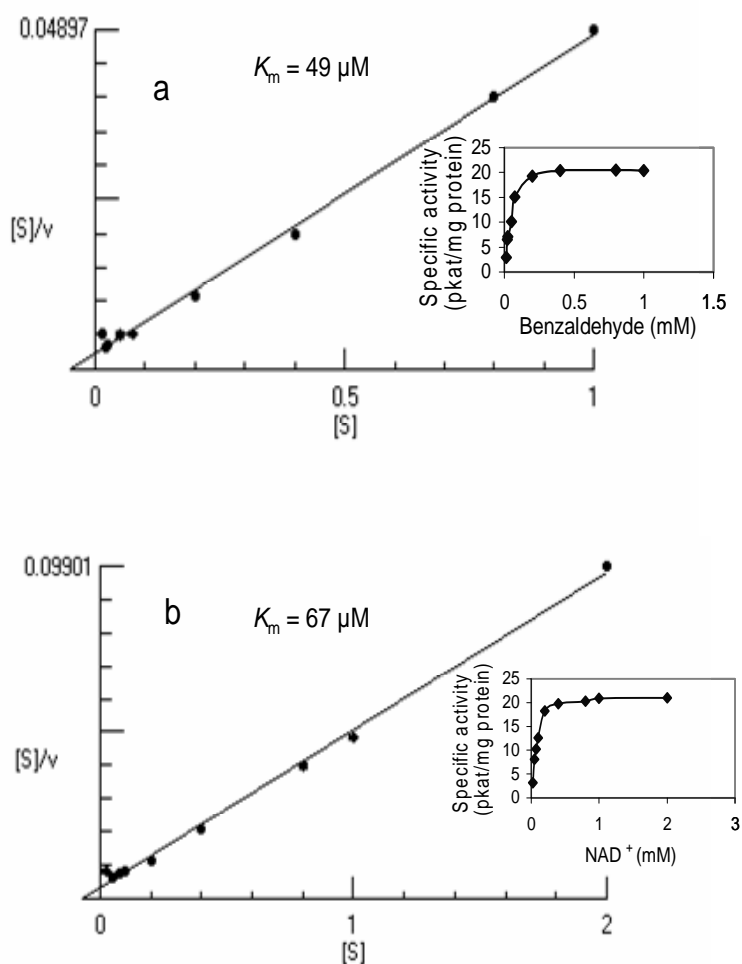 0.04897
a
K_m = 49 µM
[S]/v
0
0.5
1
[S]
Specific activity
(pkat/mg protein)
25
20
15
10
5
0
0
0.5
1
1.5
Benzaldehyde (mM)
0.09901
b
K_m = 67 µM
[S]/v
0
1
2
[S]
Specific activity
(pkat/mg protein)
25
20
15
10
5
0
0
1
2
3
NAD + (mM)